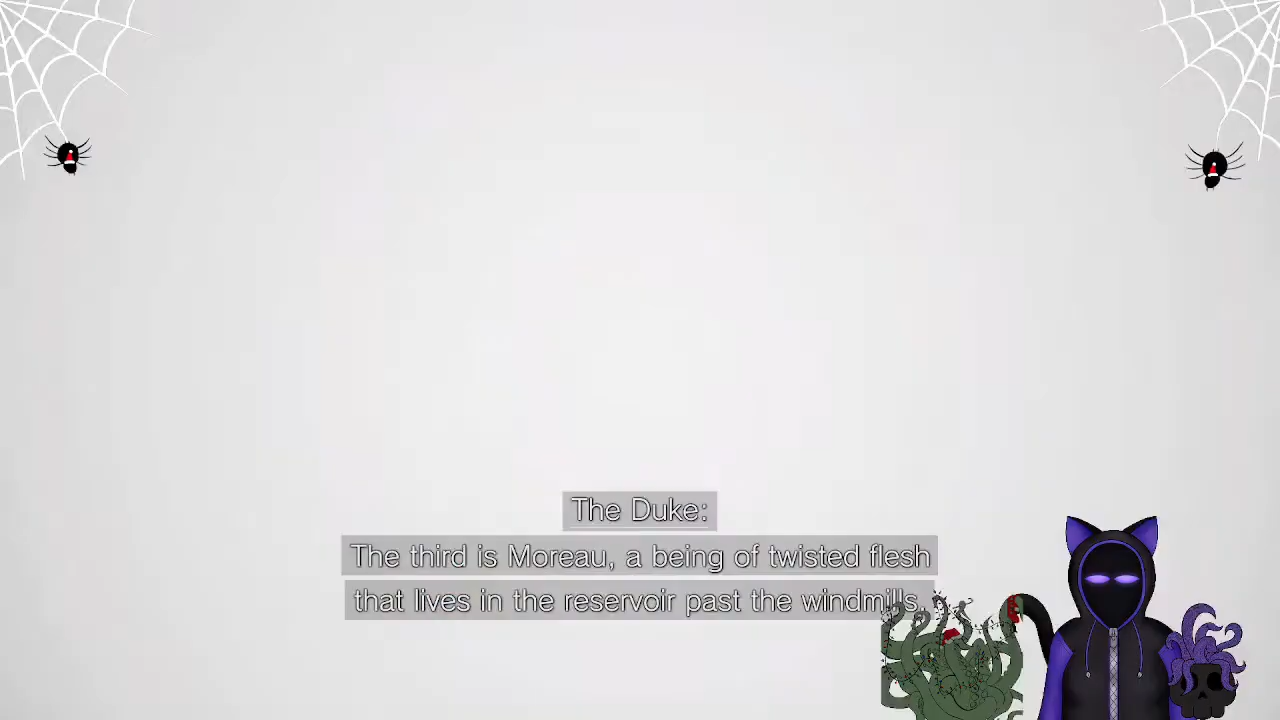 The Duke:
The third is Moreau, a being of twisted flesh
that lives in the reservoir past the windmills.